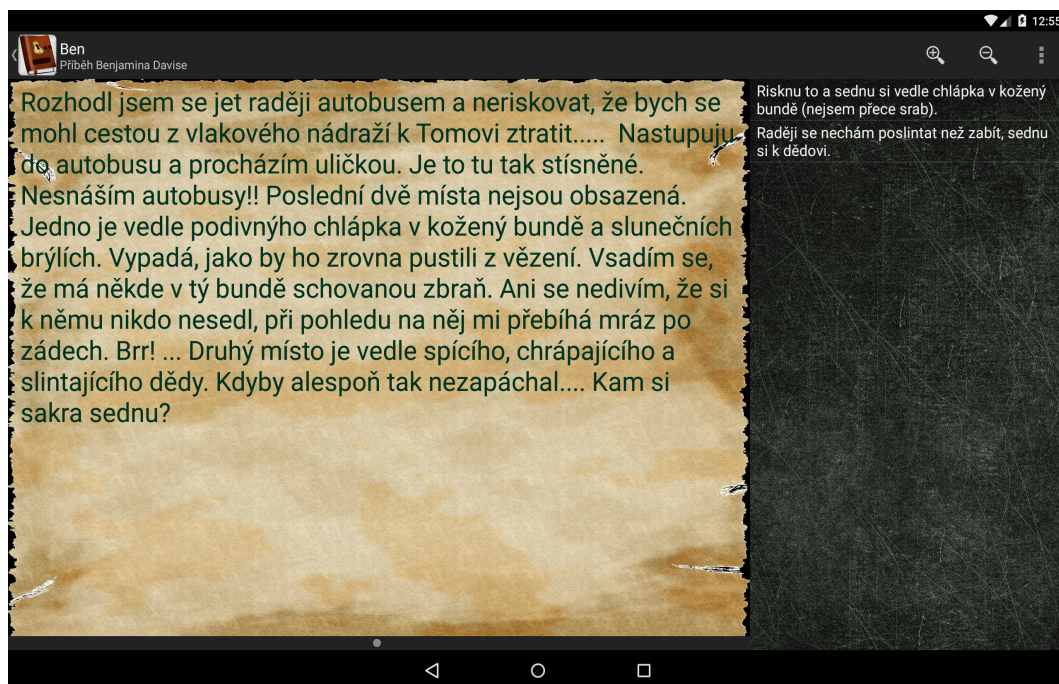 12:55
Ben
Příběh Benjamina Davise
Rozhodl jsem se jet raději autobusem a neriskovat, že bych se
mohl cestou z vlakového nádraží k Tomovi ztratit.....  Nastupuju
do autobusu a procházím uličkou. Je to tu tak stísněné.
Nesnáším autobusy!! Poslední dvě místa nejsou obsazená.
Jedno je vedle podivnýho chlápka v kožený bundě a slunečních
brýlích. Vypadá, jako by ho zrovna pustili z vězení. Vsadím se,
že má někde v tý bundě schovanou zbraň. Ani se nedivím, že si
k němu nikdo nesedl, při pohledu na něj mi přebíhá mráz po
zádech. Brr! ... Druhý místo je vedle spícího, chrápajícího a
slintajícího dědy. Kdyby alespoň tak nezapáchal.... Kam si
sakra sednu?
Risknu to a sednu si vedle chlápka v kožený
bundě (nejsem přece srab).
Raději se nechám poslintat než zabít, sednu
si k dědovi.